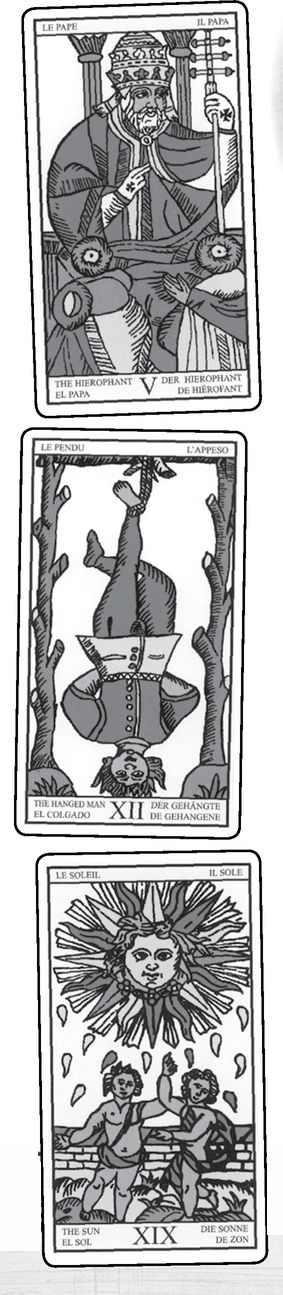 LE PAPE IL PAPA
THE HIEROPHANT V DER HIEROPHANT
EL PAPA DE HIËROFANT
LE PENDU L'APPESO
THE HANGED MAN XII DER GEHÄNGTE
EL COLGADO DE GEHANGENE
LE SOLEIL IL SOLE
THE SUN XIX DIE SONNE
EL SOL DE ZON